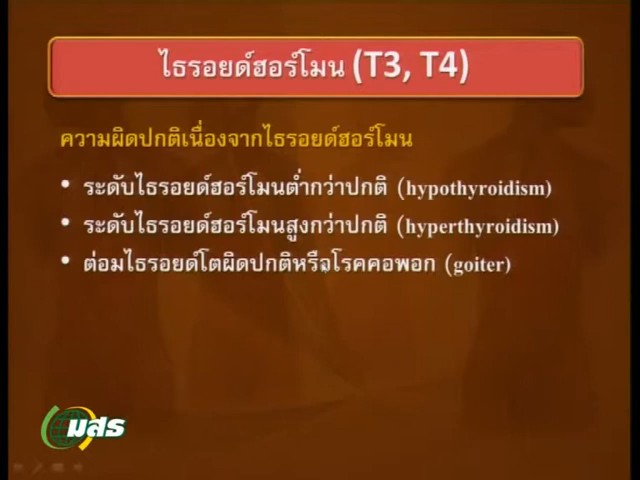 ไธรอยด์ฮอร์โมน (T3, T4)
ความผิดปกติเนื่องจากไธรอยด์ฮอร์โมน
• ระดับไธรอยด์ฮอร์โมนต่ำกว่าปกติ (hypothyroidism)
• ระดับไธรอยด์ฮอร์โมนสูงกว่าปกติ (hyperthyroidism)
• ต่อมไธรอยด์โตผิดปกติหรือโรคคอพอก (goiter)
มสธ